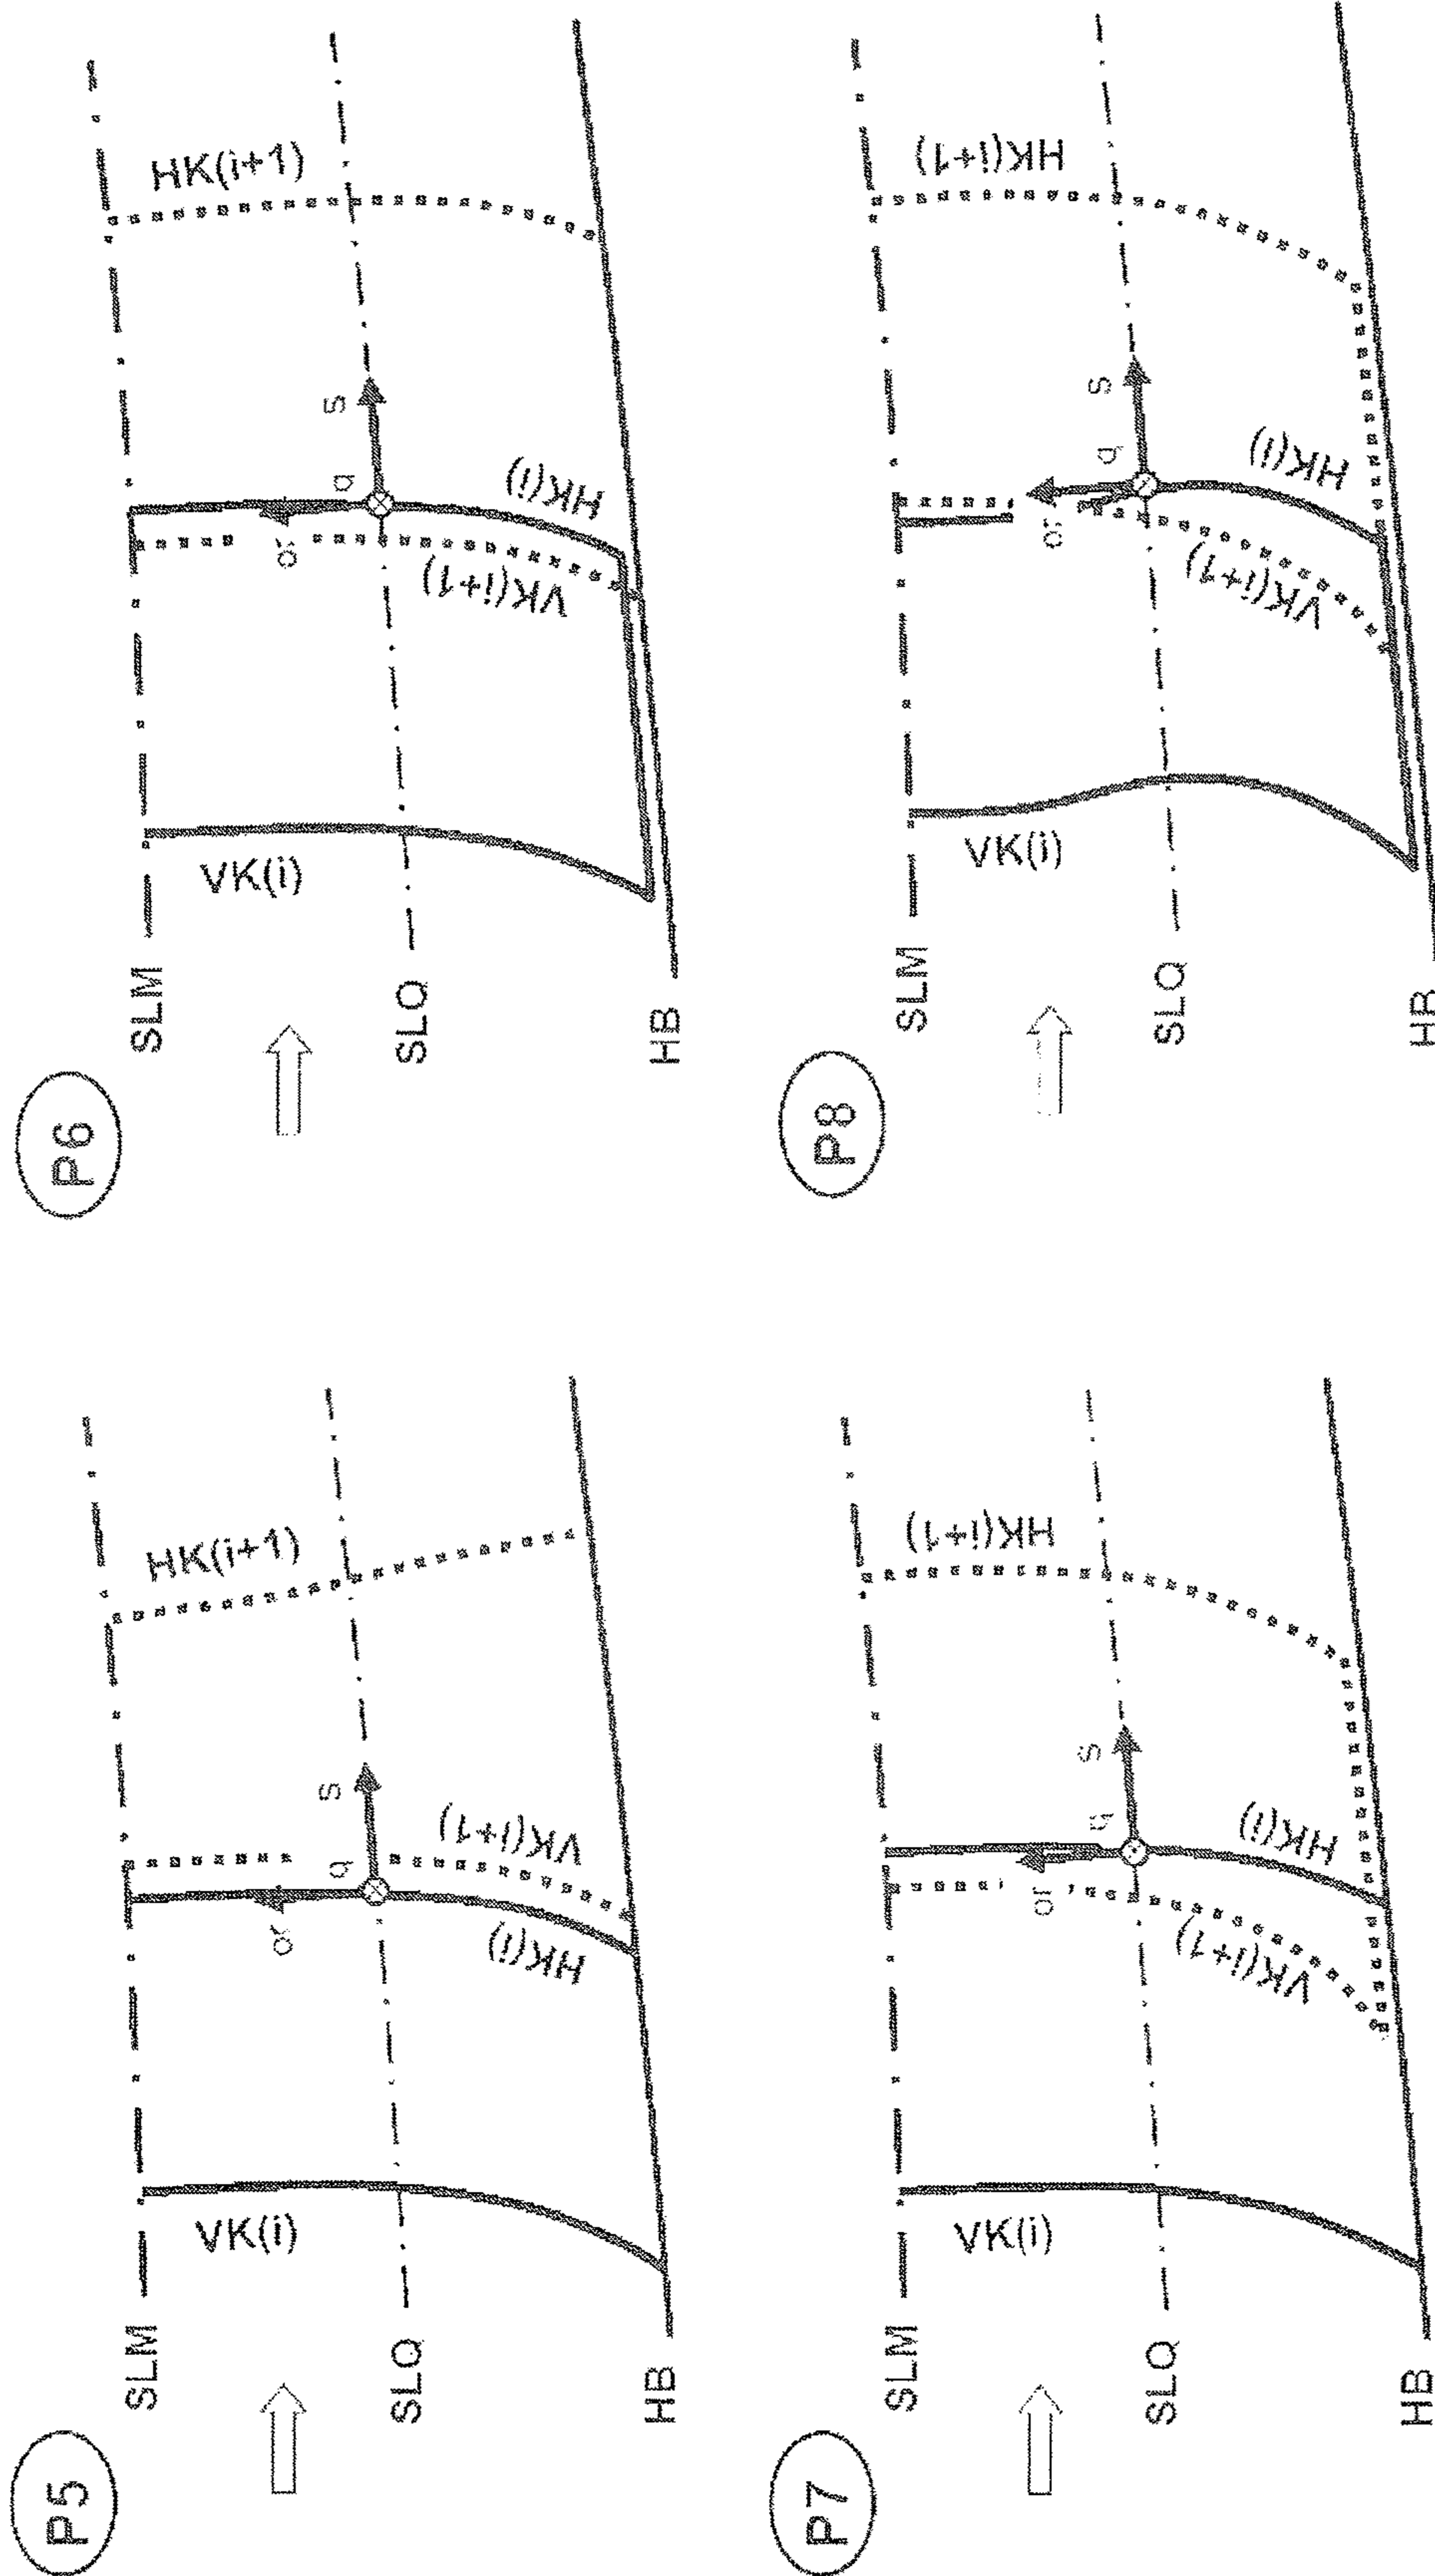 P5
SLM
VK(i)
HK(i+1)
SLQ
or
q
s
HK(i)
VK(i+1)
HB
P6
SLM
VK(i)
HK(i+1)
SLQ
or
q
s
VK(i+1)
HK(i)
HB
P7
SLM
VK(i)
HK(i+1)
SLQ
or
q
s
VK(i+1)
HK(i)
HB
P8
SLM
VK(i)
HK(i+1)
SLQ
or
q
s
VK(i+1)
HK(i)
HB